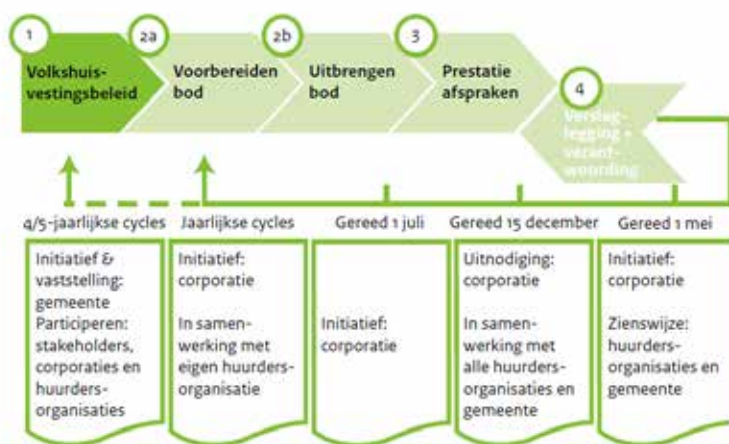 1
Volkshuis-
vestingsbeleid
2a
Voorbereiden
bod
2b
Uitbrengen
bod
3
Prestatie
afspraken
4
Verslag-
legging +
verant-
woording
4/5-jaarlijkse cycles
Initiatief &
vaststelling:
gemeente
Participeren:
stakeholders,
corporaties en
huurders-
organisaties
Jaarlijkse cycles
Initiatief:
corporatie
In samen-
werking met
eigen huurders-
organisatie
Gereed 1 juli
Initiatief:
corporatie
Gereed 15 december
Uitnodiging:
corporatie
In samen-
werking met
alle huurders-
organisaties en
gemeente
Gereed 1 mei
Initiatief:
corporatie
Zienswijze:
huurders-
organisaties en
gemeente